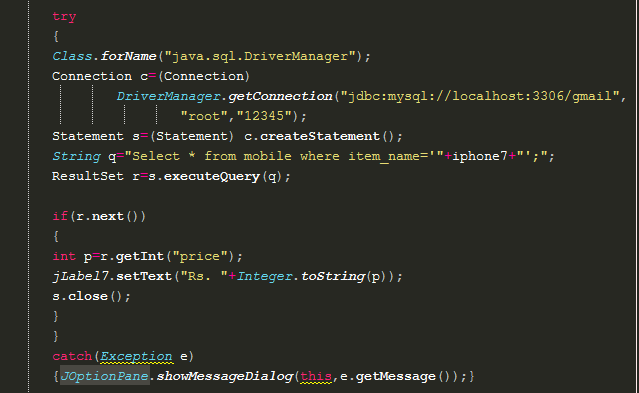 try
{
Class.forName("java.sql.DriverManager");
Connection c=(Connection)
DriverManager.getConnection("jdbc:mysql://localhost:3306/gmail",
"root","12345");
Statement s=(Statement) c.createStatement();
String q="Select * from mobile where item_name='"+iphone7+"';";
ResultSet r=s.executeQuery(q);
if(r.next())
{
int p=r.getInt("price");
jLabel7.setText("Rs. "+Integer.toString(p));
s.close();
}
}
catch(Exception e)
{JOptionPane.showMessageDialog(this,e.getMessage());}